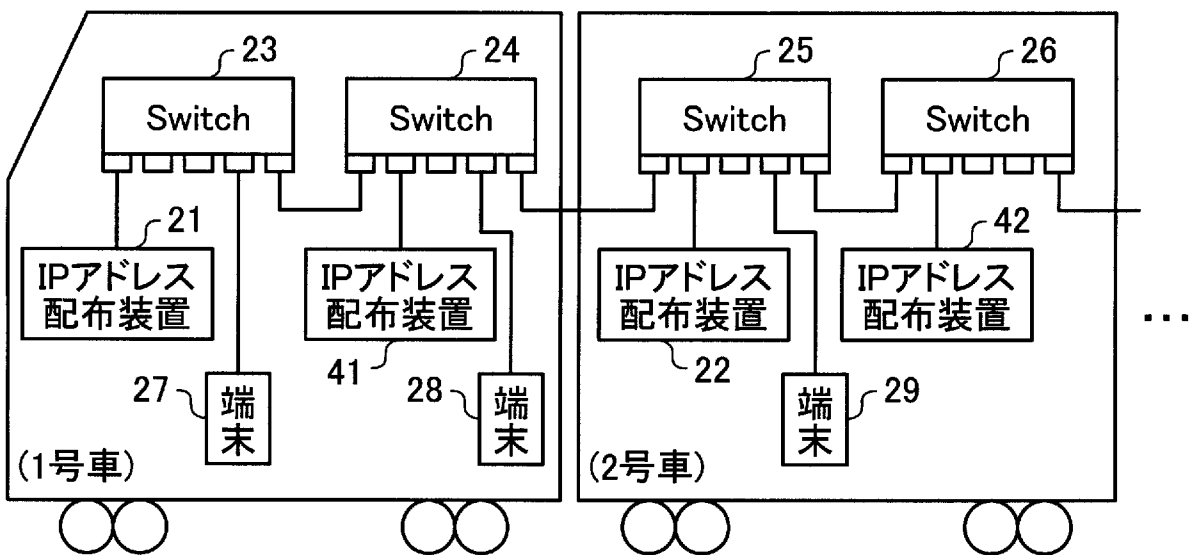 23
24
25
26
Switch
Switch
Switch
Switch
21
42
IPアドレス
配布装置
IPアドレス
配布装置
IPアドレス
配布装置
IPアドレス
配布装置
...
41
22
27
端末
28
端末
29
端末
(1号車)
(2号車)